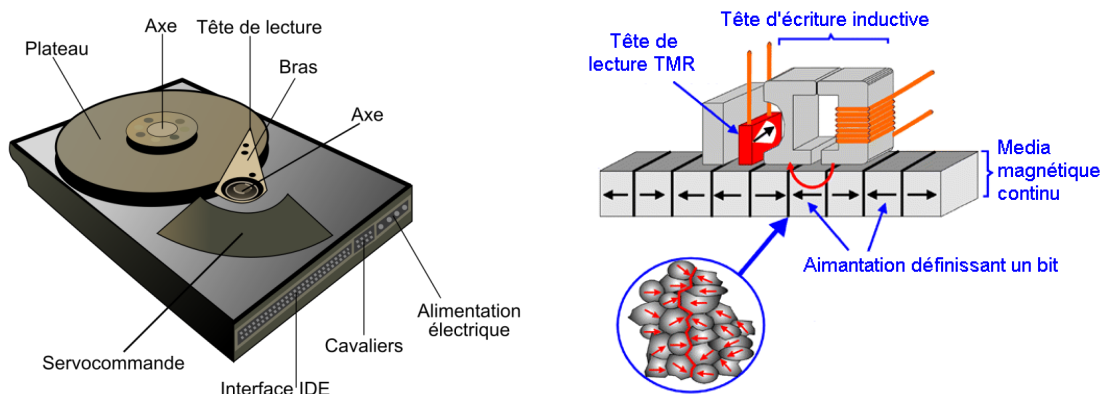 Axe
Tête de lecture
Plateau
Bras
Axe
Alimentation
électrique
Cavaliers
Servocommande
Interface IDE
Tête d'écriture inductive
Tête de
lecture TMR
Media
magnétique
continu
Aimantation définissant un bit